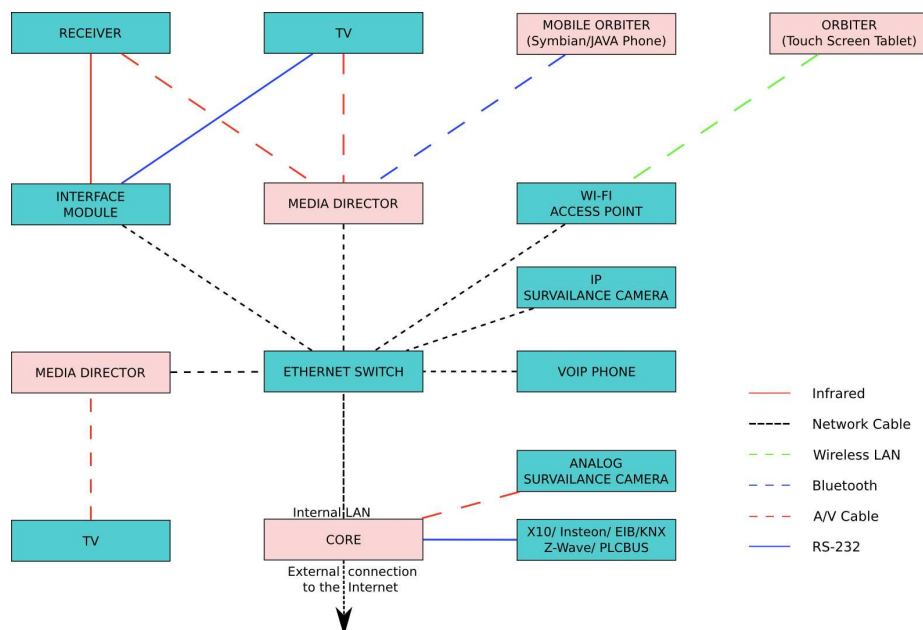 RECEIVER
TV
MOBILE ORBITER
(Symbian/JAVA Phone)
ORBITER
(Touch Screen Tablet)
INTERFACE
MODULE
MEDIA DIRECTOR
WI-FI
ACCESS POINT
IP
SURVAILANCE CAMERA
MEDIA DIRECTOR
ETHERNET SWITCH
VOIP PHONE
Infrared
Network Cable
Wireless LAN
Bluetooth
A/V Cable
RS-232
ANALOG
SURVAILANCE CAMERA
Internal LAN
TV
CORE
X10/ Insteon/ EIB/KNX
Z-Wave/ PLCBUS
External connection
to the Internet